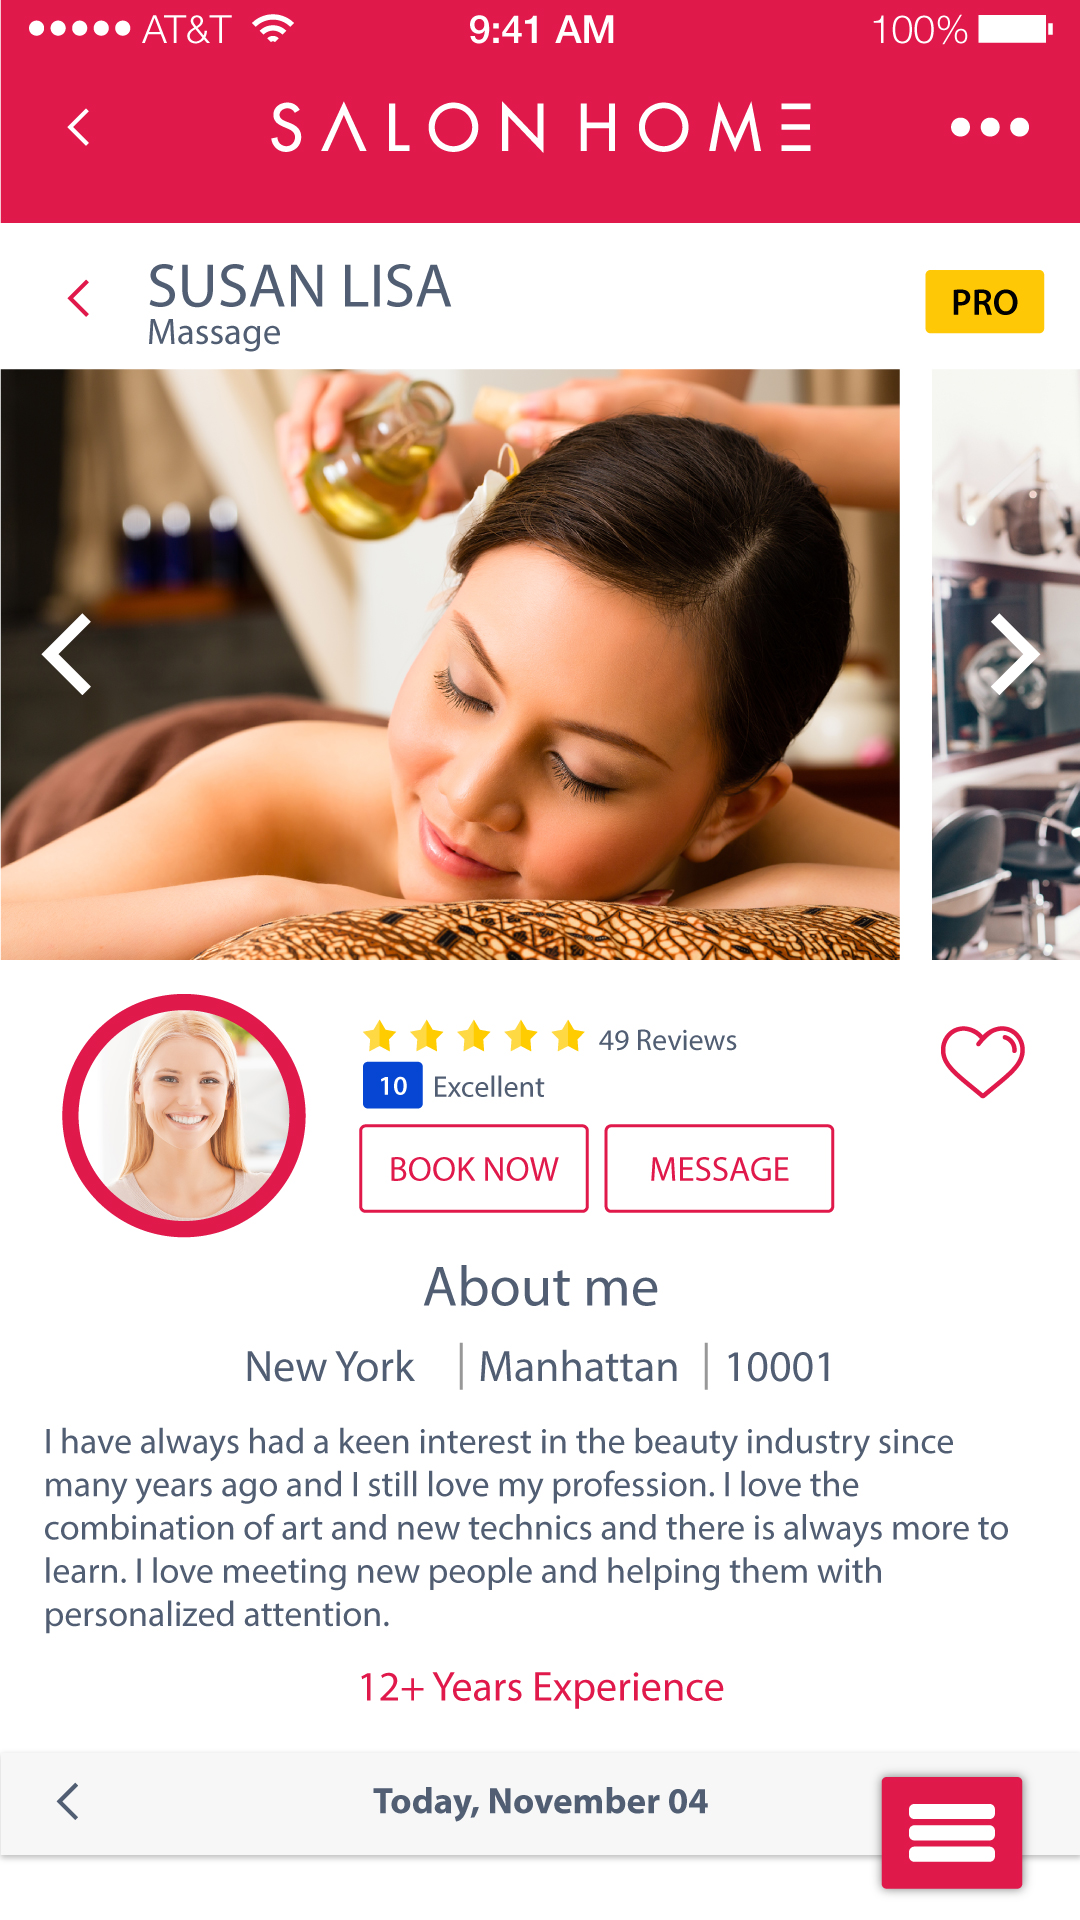 AT&T 9:41 AM 100%
SALON HOME
SUSAN LISA
PRO
Massage
49 Reviews
10 Excellent
BOOK NOW MESSAGE
About me
New York | Manhattan | 10001
I have always had a keen interest in the beauty industry since
many years ago and I still love my profession. I love the
combination of art and new technics and there is always more to
learn. I love meeting new people and helping them with
personalized attention.
12+ Years Experience
Today, November 04